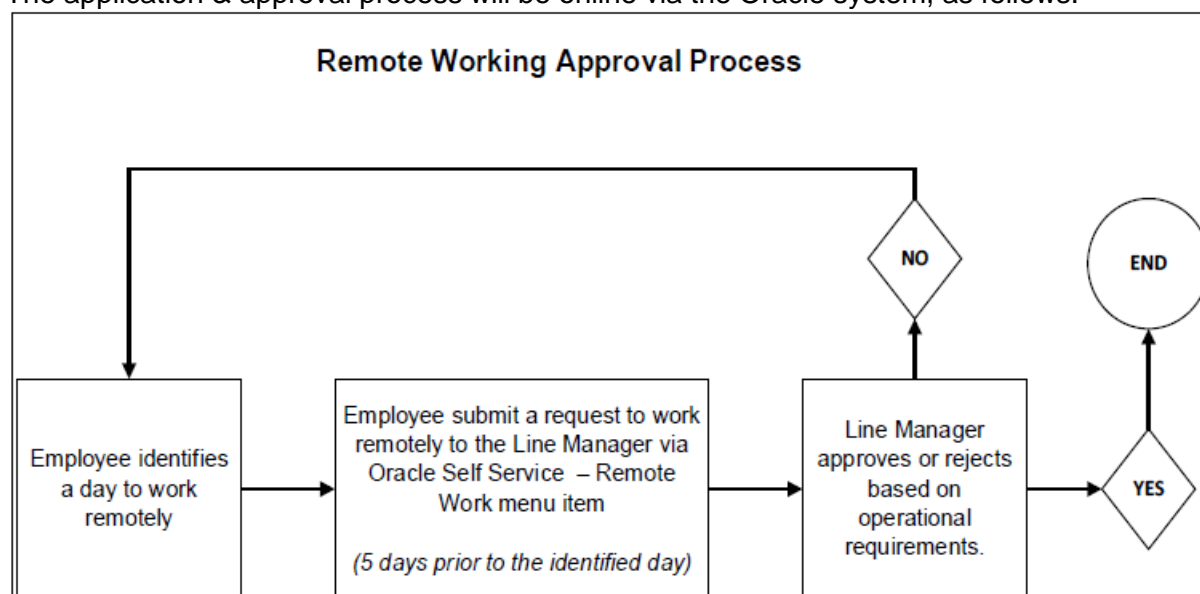 The application & approval process will be online via the Oracle system, as follows:
Remote Working Approval Process
NO
END
Employee identifies
a day to work
remotely
Employee submit a request to work
remotely to the Line Manager via
Oracle Self Service – Remote
Work menu item
(5 days prior to the identified day)
Line Manager
approves or rejects
based on
operational
requirements.
YES